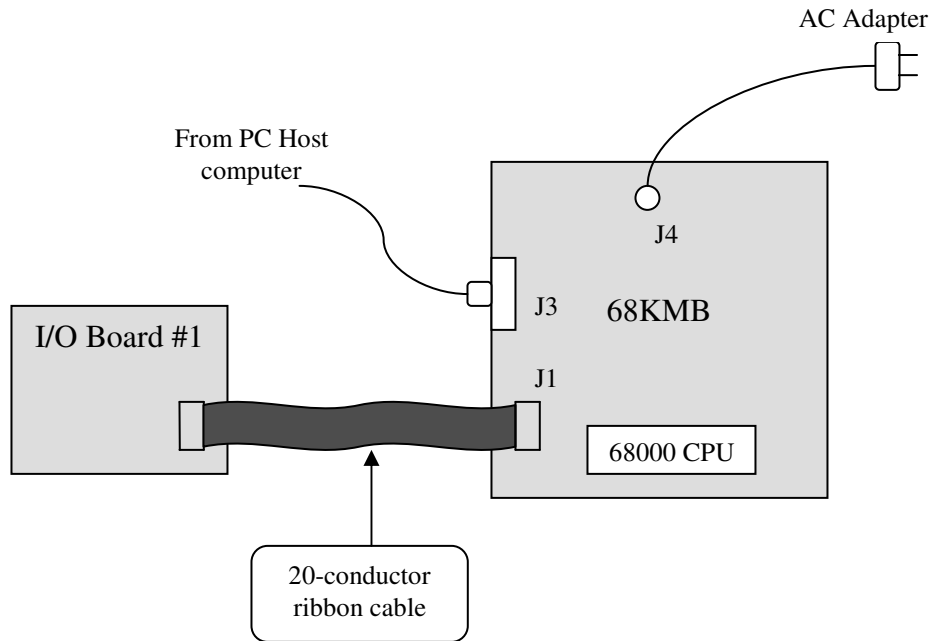 AC Adapter
From PC Host
computer
J4
J3
68KMB
I/O Board #1
J1
68000 CPU
20-conductor
ribbon cable